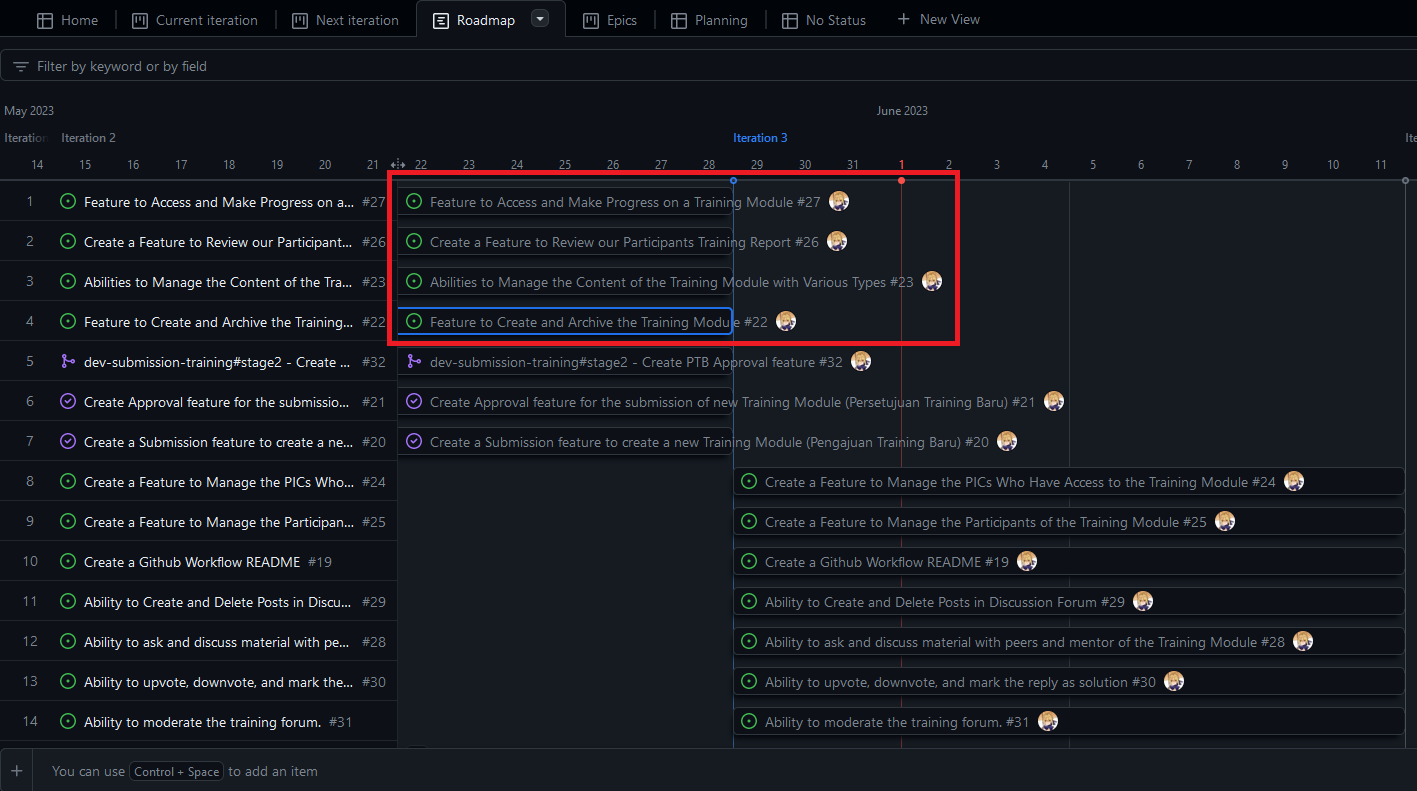 Home Current iteration Next iteration Roadmap Epics Planning No Status + New View
Filter by keyword or by field
May 2023 June 2023
Iteration Iteration 2 Iteration 3 Ite
14 15 16 17 18 19 20 21 22 23 24 25 26 27 28 29 30 31 1 2 3 4 5 6 7 8 9 10 11
1 Feature to Access and Make Progress on a... #27 Feature to Access and Make Progress on a Training Module #27
2 Create a Feature to Review our Participant... #26 Create a Feature to Review our Participants Training Report #26
3 Abilities to Manage the Content of the Tra... #23 Abilities to Manage the Content of the Training Module with Various Types #23
4 Feature to Create and Archive the Training... #22 Feature to Create and Archive the Training Module #22
5 dev-submission-training#stage2 - Create ... #32 dev-submission-training#stage2 - Create PTB Approval feature #32
6 Create Approval feature for the submissio... #21 Create Approval feature for the submission of new Training Module (Persetujuan Training Baru) #21
7 Create a Submission feature to create a ne... #20 Create a Submission feature to create a new Training Module (Pengajuan Training Baru) #20
8 Create a Feature to Manage the PICs Who... #24 Create a Feature to Manage the PICs Who Have Access to the Training Module #24
9 Create a Feature to Manage the Participan... #25 Create a Feature to Manage the Participants of the Training Module #25
10 Create a Github Workflow README #19 Create a Github Workflow README #19
11 Ability to Create and Delete Posts in Discu... #29 Ability to Create and Delete Posts in Discussion Forum #29
12 Ability to ask and discuss material with pe... #28 Ability to ask and discuss material with peers and mentor of the Training Module #28
13 Ability to upvote, downvote, and mark the... #30 Ability to upvote, downvote, and mark the reply as solution #30
14 Ability to moderate the training forum. #31 Ability to moderate the training forum. #31
+ You can use Control + Space to add an item